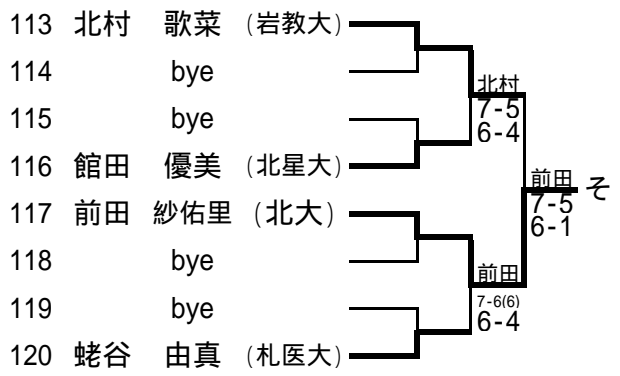 113 北村 歌菜 (岩教大)
114 bye
115 bye
116 館田 優美 (北星大)
117 前田 紗佑里 (北大)
118 bye
119 bye
120 蛯谷 由真 (札医大)
北村
7-5
6-4
前田
7-6(6)
6-4
前田
7-5
6-1
そ